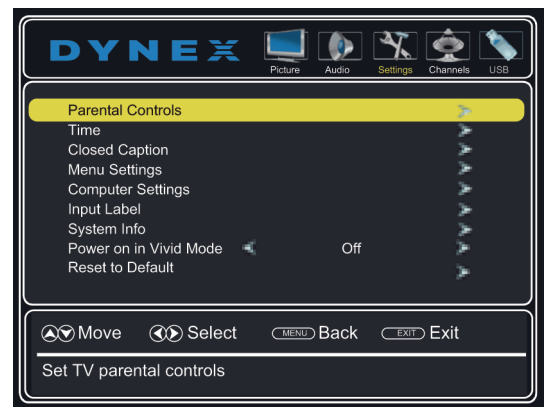 DYNEX
Picture Audio Settings Channels USB
Parental Controls
Time
Closed Caption
Menu Settings
Computer Settings
Input Label
System Info
Power on in Vivid Mode Off
Reset to Default
Move Select MENU Back EXIT Exit
Set TV parental controls